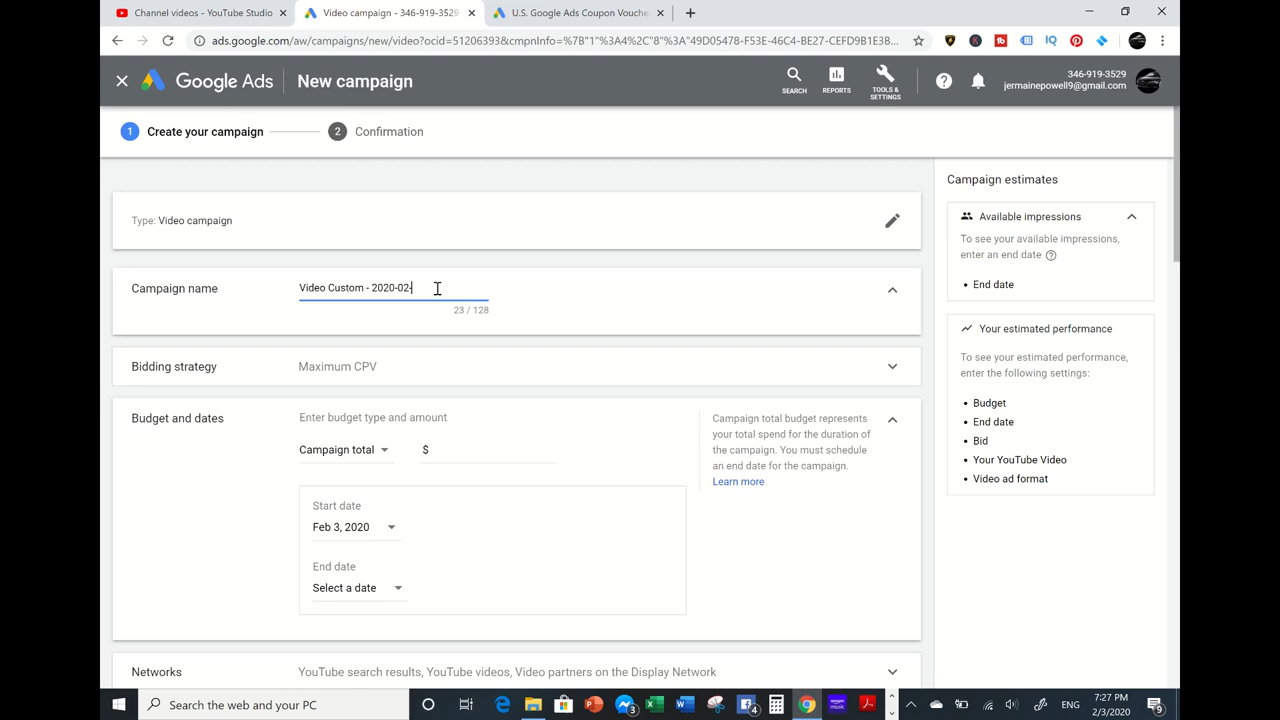 Channel videos - YouTube Studio
Video campaign - 346-919-3529
U.S. Google Ads Coupon Vouche
ads.google.com/aw/campaigns/new/video?ocid=51206393&cmpnInfo=%7B"1"%3A4%2C"8"%3A"49D05478-F53E-46C4-BE27-CEFD9B1E3B...
Google Ads
New campaign
SEARCH
REPORTS
TOOLS &
SETTINGS
346-919-3529
jermainepowell9@gmail.com
1 Create your campaign
2 Confirmation
Type: Video campaign
Campaign name
Video Custom - 2020-02-
23 / 128
Bidding strategy
Maximum CPV
Budget and dates
Enter budget type and amount
Campaign total
$
Campaign total budget represents
your total spend for the duration of
the campaign. You must schedule
an end date for the campaign.
Learn more
Start date
Feb 3, 2020
End date
Select a date
Networks
YouTube search results, YouTube videos, Video partners on the Display Network
Campaign estimates
Available impressions
To see your available impressions,
enter an end date
• End date
Your estimated performance
To see your estimated performance,
enter the following settings:
• Budget
• End date
• Bid
• Your YouTube Video
• Video ad format
Search the web and your PC
3
4
ENG
7:27 PM
2/3/2020
9